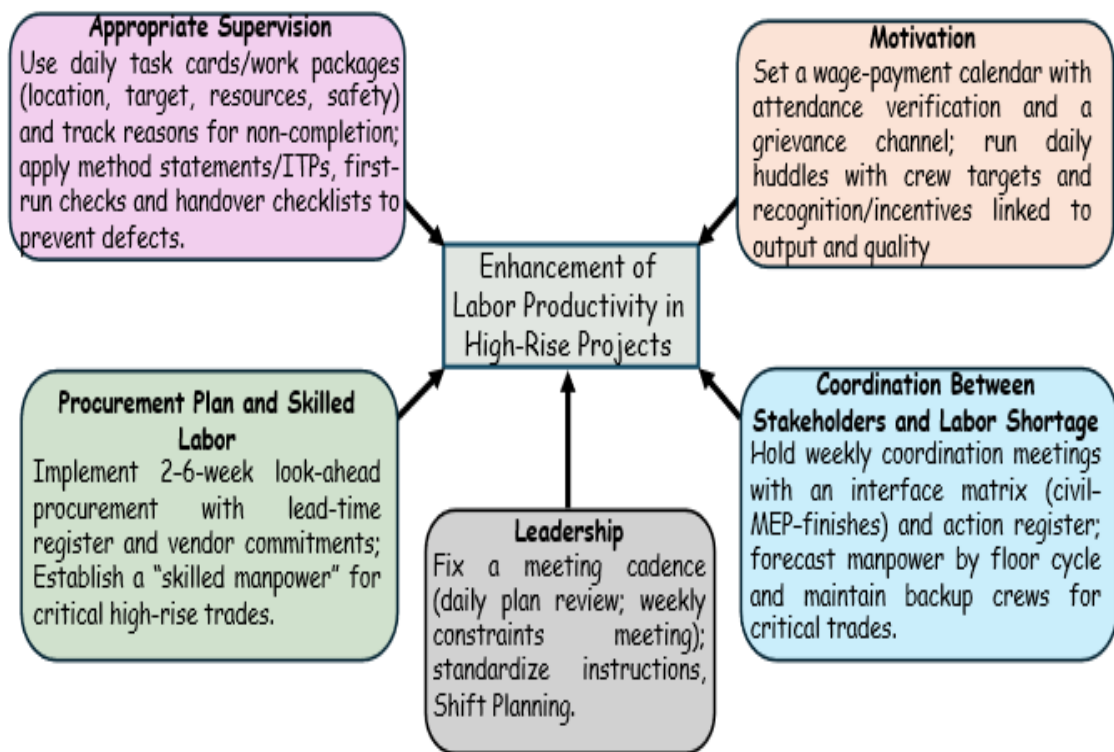 Appropriate Supervision
Use daily task cards/work packages
(location, target, resources, safety)
and track reasons for non-completion;
apply method statements/ITPs, first-
run checks and handover checklists to
prevent defects.
Motivation
Set a wage-payment calendar with
attendance verification and a
grievance channel; run daily
huddles with crew targets and
recognition/incentives linked to
output and quality
Enhancement of
Labor Productivity in
High-Rise Projects
Procurement Plan and Skilled
Labor
Implement 2-6-week look-ahead
procurement with lead-time
register and vendor commitments;
Establish a "skilled manpower" for
critical high-rise trades.
Leadership
Fix a meeting cadence
(daily plan review; weekly
constraints meeting);
standardize instructions,
Shift Planning.
Coordination Between
Stakeholders and Labor Shortage
Hold weekly coordination meetings
with an interface matrix (civil-
MEP-finishes) and action register;
forecast manpower by floor cycle
and maintain backup crews for
critical trades.